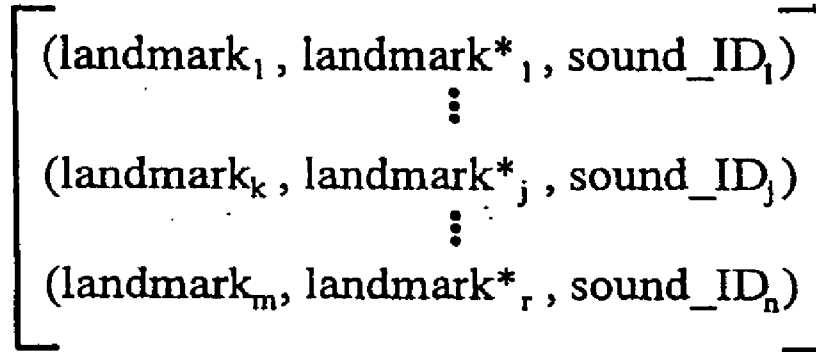 (landmark₁ , landmark*₁ , sound_ID₁)
⋮
(landmarkₖ , landmark*ⱼ , sound_IDⱼ)
⋮
(landmarkₘ, landmark*ᵣ , sound_IDₙ)